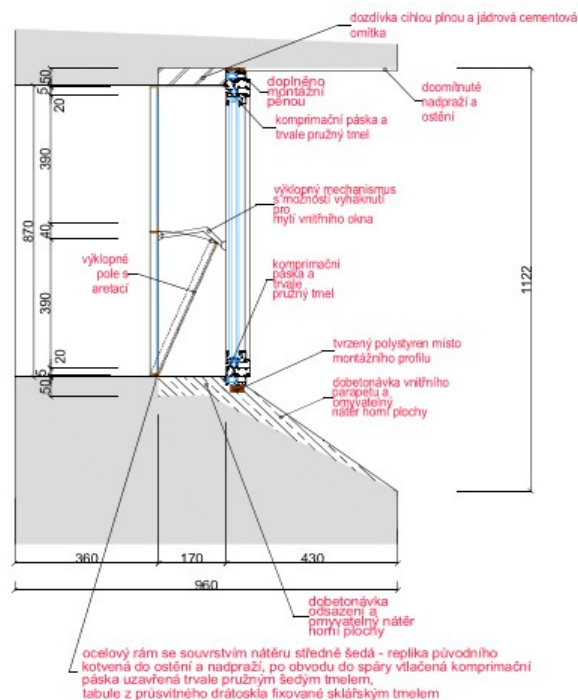 dozdívka cihlou plnou a jádrová cementová
omítka
doplněno
montážní
pěnou
doomítnuté
nadpraží a
ostění
komprimační páska a
trvale pružný tmel
výklopný mechanismus
s možností vyháknutí
pro
mytí vnitřního okna
výklopné
pole s
aretací
komprimační
páska a
trvale
pružný tmel
tvrzený polystyren místo
montážního profilu
dobetonávka vnitřního
parapetu a
omyvatelný
nátěr horní plochy
550
20
390
40
870
390
20
505
1122
360
170
430
960
dobetonávka
odsazení a
omyvatelný nátěr
horní plochy
ocelový rám se souvrstvím nátěru středně šedá - replika původního
kotvená do ostění a nadpraží, po obvodu do spáry vtlačená komprimační
páska uzavřená trvale pružným šedým tmelem,
tabule z průsvitného drátoskla fixované sklářským tmelem